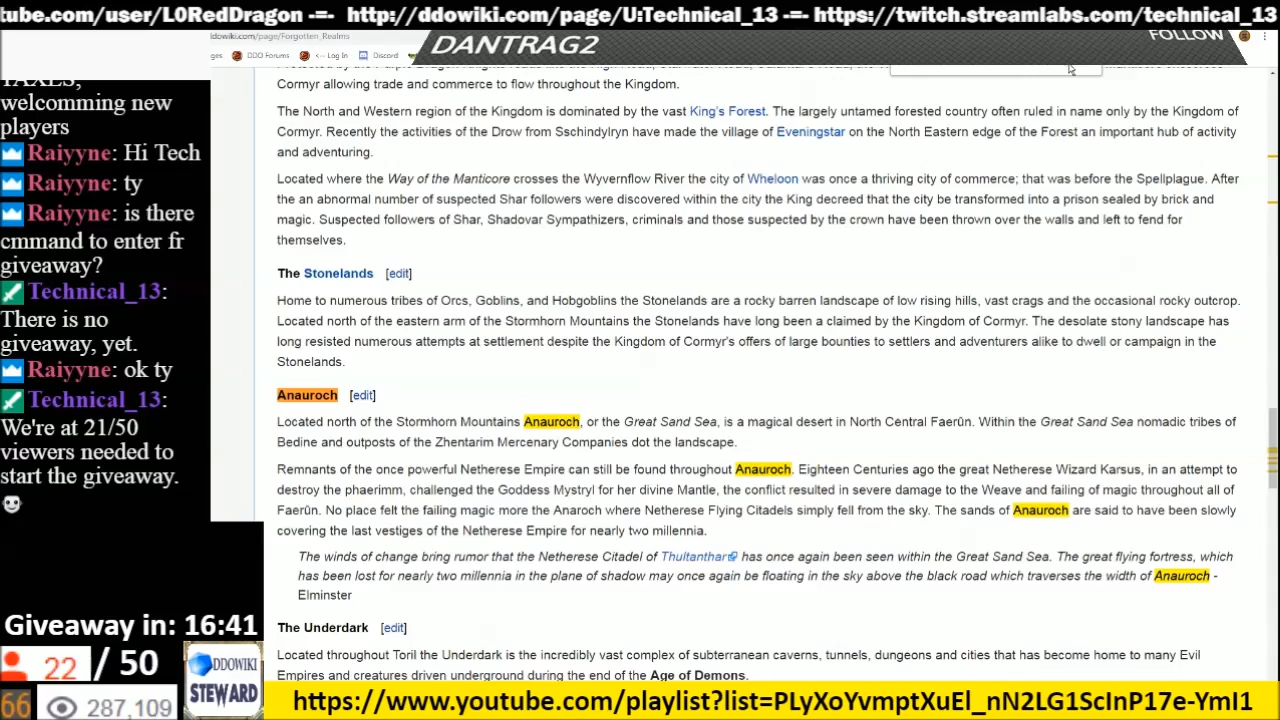 tube.com/user/L0RedDragon -=- http://ddowiki.com/page/U:Technical_13 -=- https://twitch.streamlabs.com/technical_13
ddowiki.com/page/Forgotten_Realms
DANTRAG2
FOLLOW
ges DDO Forums <-- Log In Discord
TAXES,
welcomming new
players
Raiyyne: Hi Tech
Raiyyne: ty
Raiyyne: is there
cmmand to enter fr
giveaway?
Technical_13:
There is no
giveaway, yet.
Raiyyne: ok ty
Technical_13:
We're at 21/50
viewers needed to
start the giveaway.
Giveaway in: 16:41
22 / 50
66 287,109
DDOWIKI
STEWARD
Cormyr allowing trade and commerce to flow throughout the Kingdom.
The North and Western region of the Kingdom is dominated by the vast King's Forest. The largely untamed forested country often ruled in name only by the Kingdom of
Cormyr. Recently the activities of the Drow from Sschindylryn have made the village of Eveningstar on the North Eastern edge of the Forest an important hub of activity
and adventuring.
Located where the Way of the Manticore crosses the Wyvernflow River the city of Wheloon was once a thriving city of commerce; that was before the Spellplague. After
the an abnormal number of suspected Shar followers were discovered within the city the King decreed that the city be transformed into a prison sealed by brick and
magic. Suspected followers of Shar, Shadovar Sympathizers, criminals and those suspected by the crown have been thrown over the walls and left to fend for
themselves.
The Stonelands [edit]
Home to numerous tribes of Orcs, Goblins, and Hobgoblins the Stonelands are a rocky barren landscape of low rising hills, vast crags and the occasional rocky outcrop.
Located north of the eastern arm of the Stormhorn Mountains the Stonelands have long been a claimed by the Kingdom of Cormyr. The desolate stony landscape has
long resisted numerous attempts at settlement despite the Kingdom of Cormyr's offers of large bounties to settlers and adventurers alike to dwell or campaign in the
Stonelands.
Anauroch [edit]
Located north of the Stormhorn Mountains Anauroch, or the Great Sand Sea, is a magical desert in North Central Faerûn. Within the Great Sand Sea nomadic tribes of
Bedine and outposts of the Zhentarim Mercenary Companies dot the landscape.
Remnants of the once powerful Netherese Empire can still be found throughout Anauroch. Eighteen Centuries ago the great Netherese Wizard Karsus, in an attempt to
destroy the phaerimm, challenged the Goddess Mystryl for her divine Mantle, the conflict resulted in severe damage to the Weave and failing of magic throughout all of
Faerûn. No place felt the failing magic more the Anaroch where Netherese Flying Citadels simply fell from the sky. The sands of Anauroch are said to have been slowly
covering the last vestiges of the Netherese Empire for nearly two millennia.
The winds of change bring rumor that the Netherese Citadel of Thultanthar has once again been seen within the Great Sand Sea. The great flying fortress, which
has been lost for nearly two millennia in the plane of shadow may once again be floating in the sky above the black road which traverses the width of Anauroch -
Elminster
The Underdark [edit]
Located throughout Toril the Underdark is the incredibly vast complex of subterranean caverns, tunnels, dungeons and cities that has become home to many Evil
Empires and creatures driven underground during the end of the Age of Demons.
https://www.youtube.com/playlist?list=PLyXoYvmptXuEl_nN2LG1ScInP17e-YmI1